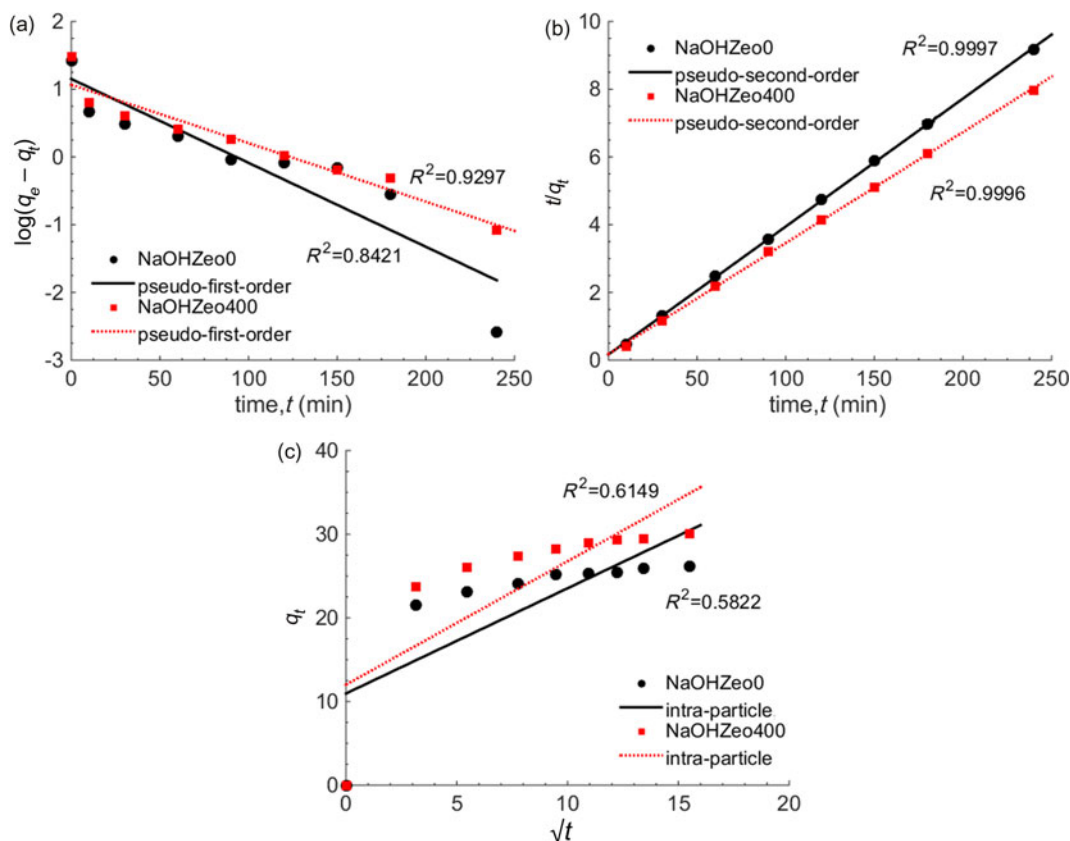 (a)
2
1
0
-1
-2
-3
log(qₑ − qₜ)
R²=0.9297
R²=0.8421
NaOHZeo0
pseudo-first-order
NaOHZeo400
pseudo-first-order
0 50 100 150 200 250
time, t (min)
(b)
10
8
6
4
2
0
t/qₜ
NaOHZeo0
pseudo-second-order
NaOHZeo400
pseudo-second-order
R²=0.9997
R²=0.9996
0 50 100 150 200 250
time, t (min)
(c)
40
30
20
10
0
qₜ
R²=0.6149
R²=0.5822
NaOHZeo0
intra-particle
NaOHZeo400
intra-particle
0 5 10 15 20
√t